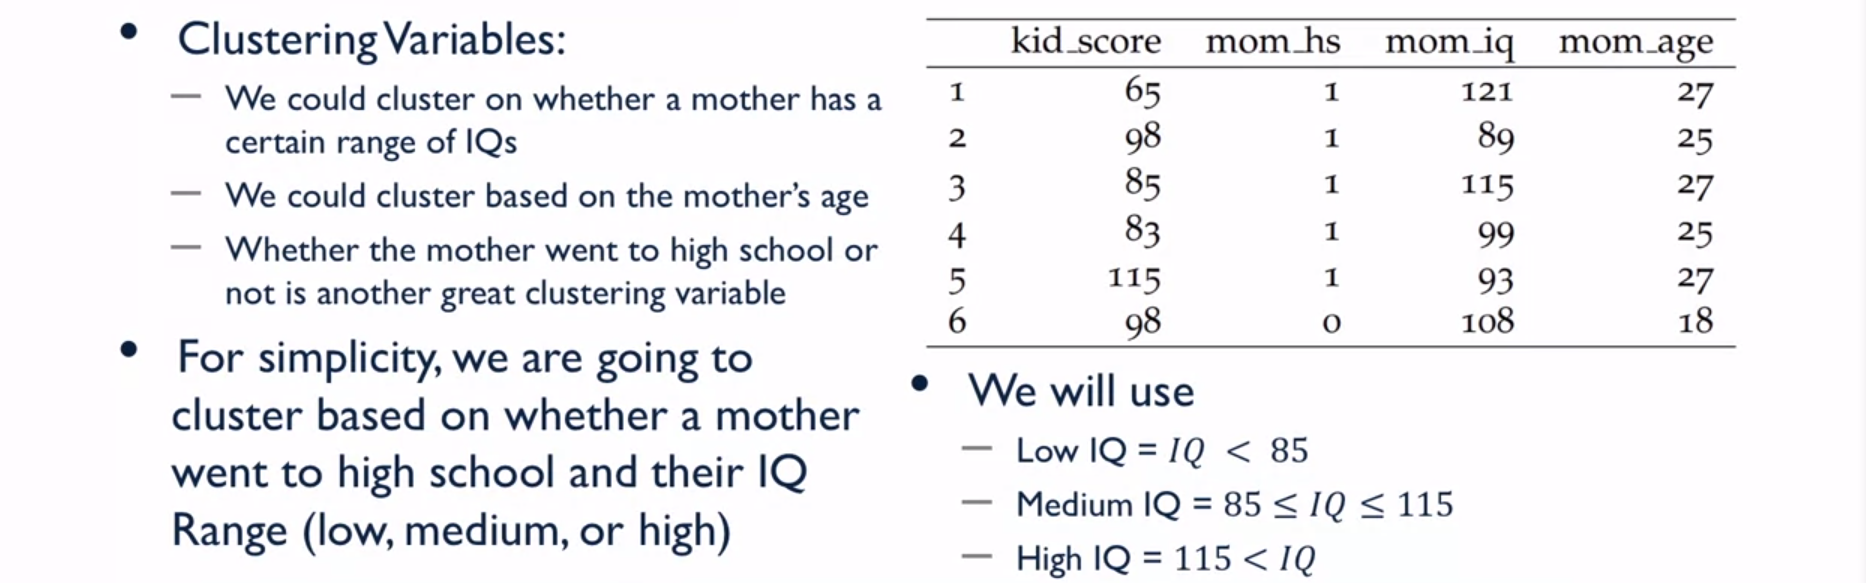 • Clustering Variables:
— We could cluster on whether a mother has a
certain range of IQs
— We could cluster based on the mother’s age
— Whether the mother went to high school or
not is another great clustering variable
• For simplicity, we are going to
cluster based on whether a mother
went to high school and their IQ
Range (low, medium, or high)
kid_score mom_hs mom_iq mom_age
1 65 1 121 27
2 98 1 89 25
3 85 1 115 27
4 83 1 99 25
5 115 1 93 27
6 98 0 108 18
• We will use
— Low IQ = IQ < 85
— Medium IQ = 85 ≤ IQ ≤ 115
— High IQ = 115 < IQ